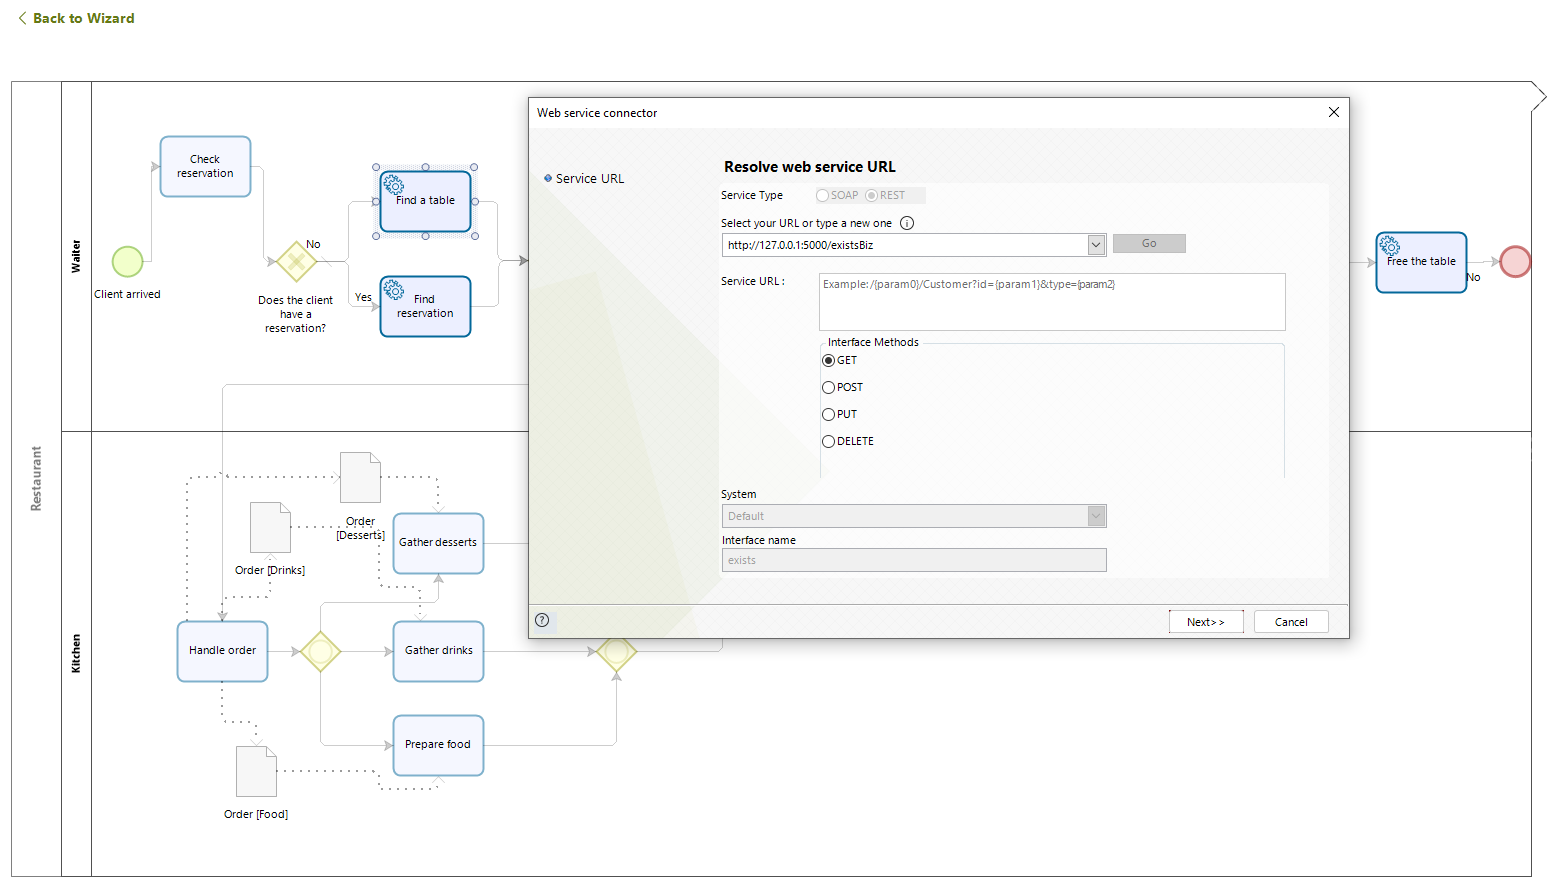 Back to Wizard
Restaurant
Waiter
Client arrived
Check
reservation
No
Does the client
have a
reservation?
Yes
Find a table
Find
reservation
Free the table
No
Web service connector
Service URL
Resolve web service URL
Service Type
SOAP
REST
Select your URL or type a new one
i
http://127.0.0.1:5000/existsBiz
Go
Service URL :
Example:/{param0}/Customer?id={param1}&type={param2}
Interface Methods
GET
POST
PUT
DELETE
System
Default
Interface name
exists
?
Next>>
Cancel
Kitchen
Order
[Desserts]
Order [Drinks]
Gather desserts
Handle order
Gather drinks
Prepare food
Order [Food]